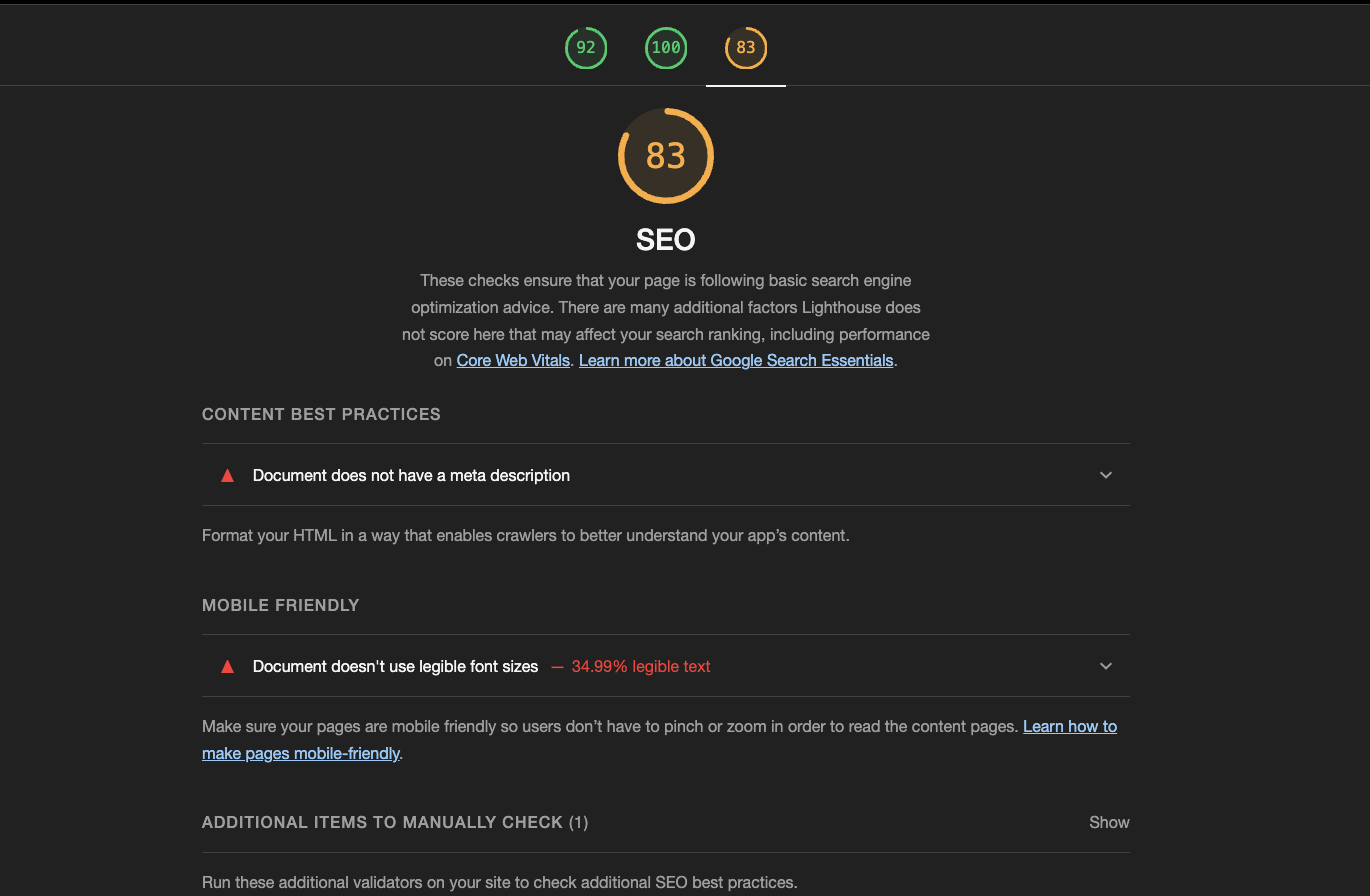 92
100
83
83
SEO
These checks ensure that your page is following basic search engine
optimization advice. There are many additional factors Lighthouse does
not score here that may affect your search ranking, including performance
on Core Web Vitals. Learn more about Google Search Essentials.
CONTENT BEST PRACTICES
Document does not have a meta description
Format your HTML in a way that enables crawlers to better understand your app’s content.
MOBILE FRIENDLY
Document doesn't use legible font sizes — 34.99% legible text
Make sure your pages are mobile friendly so users don’t have to pinch or zoom in order to read the content pages. Learn how to
make pages mobile-friendly.
ADDITIONAL ITEMS TO MANUALLY CHECK (1)
Show
Run these additional validators on your site to check additional SEO best practices.